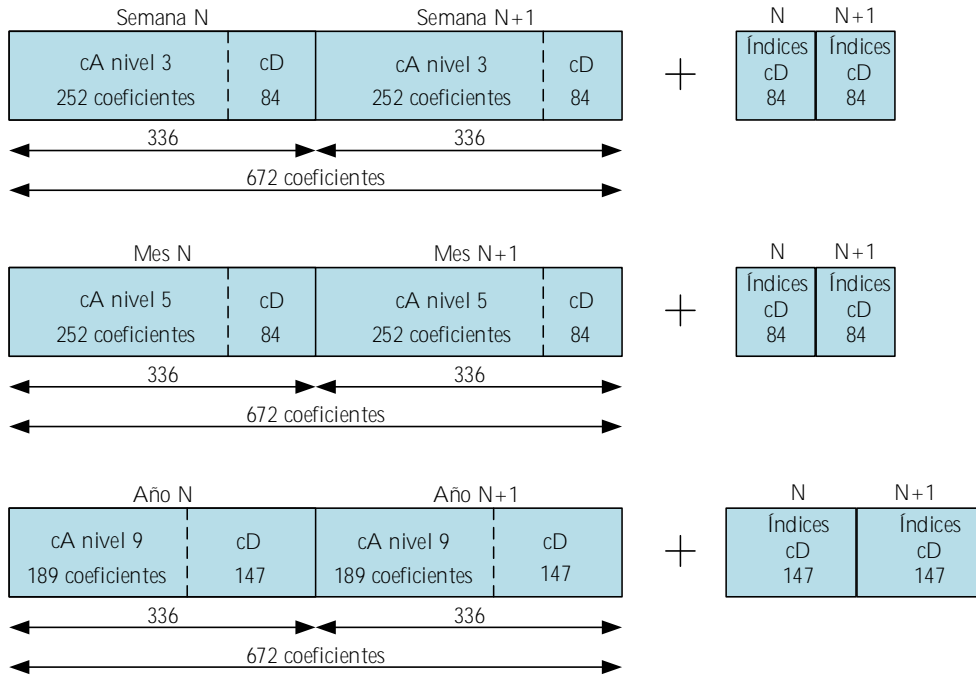 Semana N Semana N+1 N N+1
cA nivel 3 cD cA nivel 3 cD Índices Índices
252 coeficientes 84 252 coeficientes 84 + cD cD
84 84
336 336
672 coeficientes
Mes N Mes N+1 N N+1
cA nivel 5 cD cA nivel 5 cD Índices Índices
252 coeficientes 84 252 coeficientes 84 + cD cD
84 84
336 336
672 coeficientes
Año N Año N+1 N N+1
cA nivel 9 cD cA nivel 9 cD Índices Índices
189 coeficientes 147 189 coeficientes 147 + cD cD
147 147
336 336
672 coeficientes